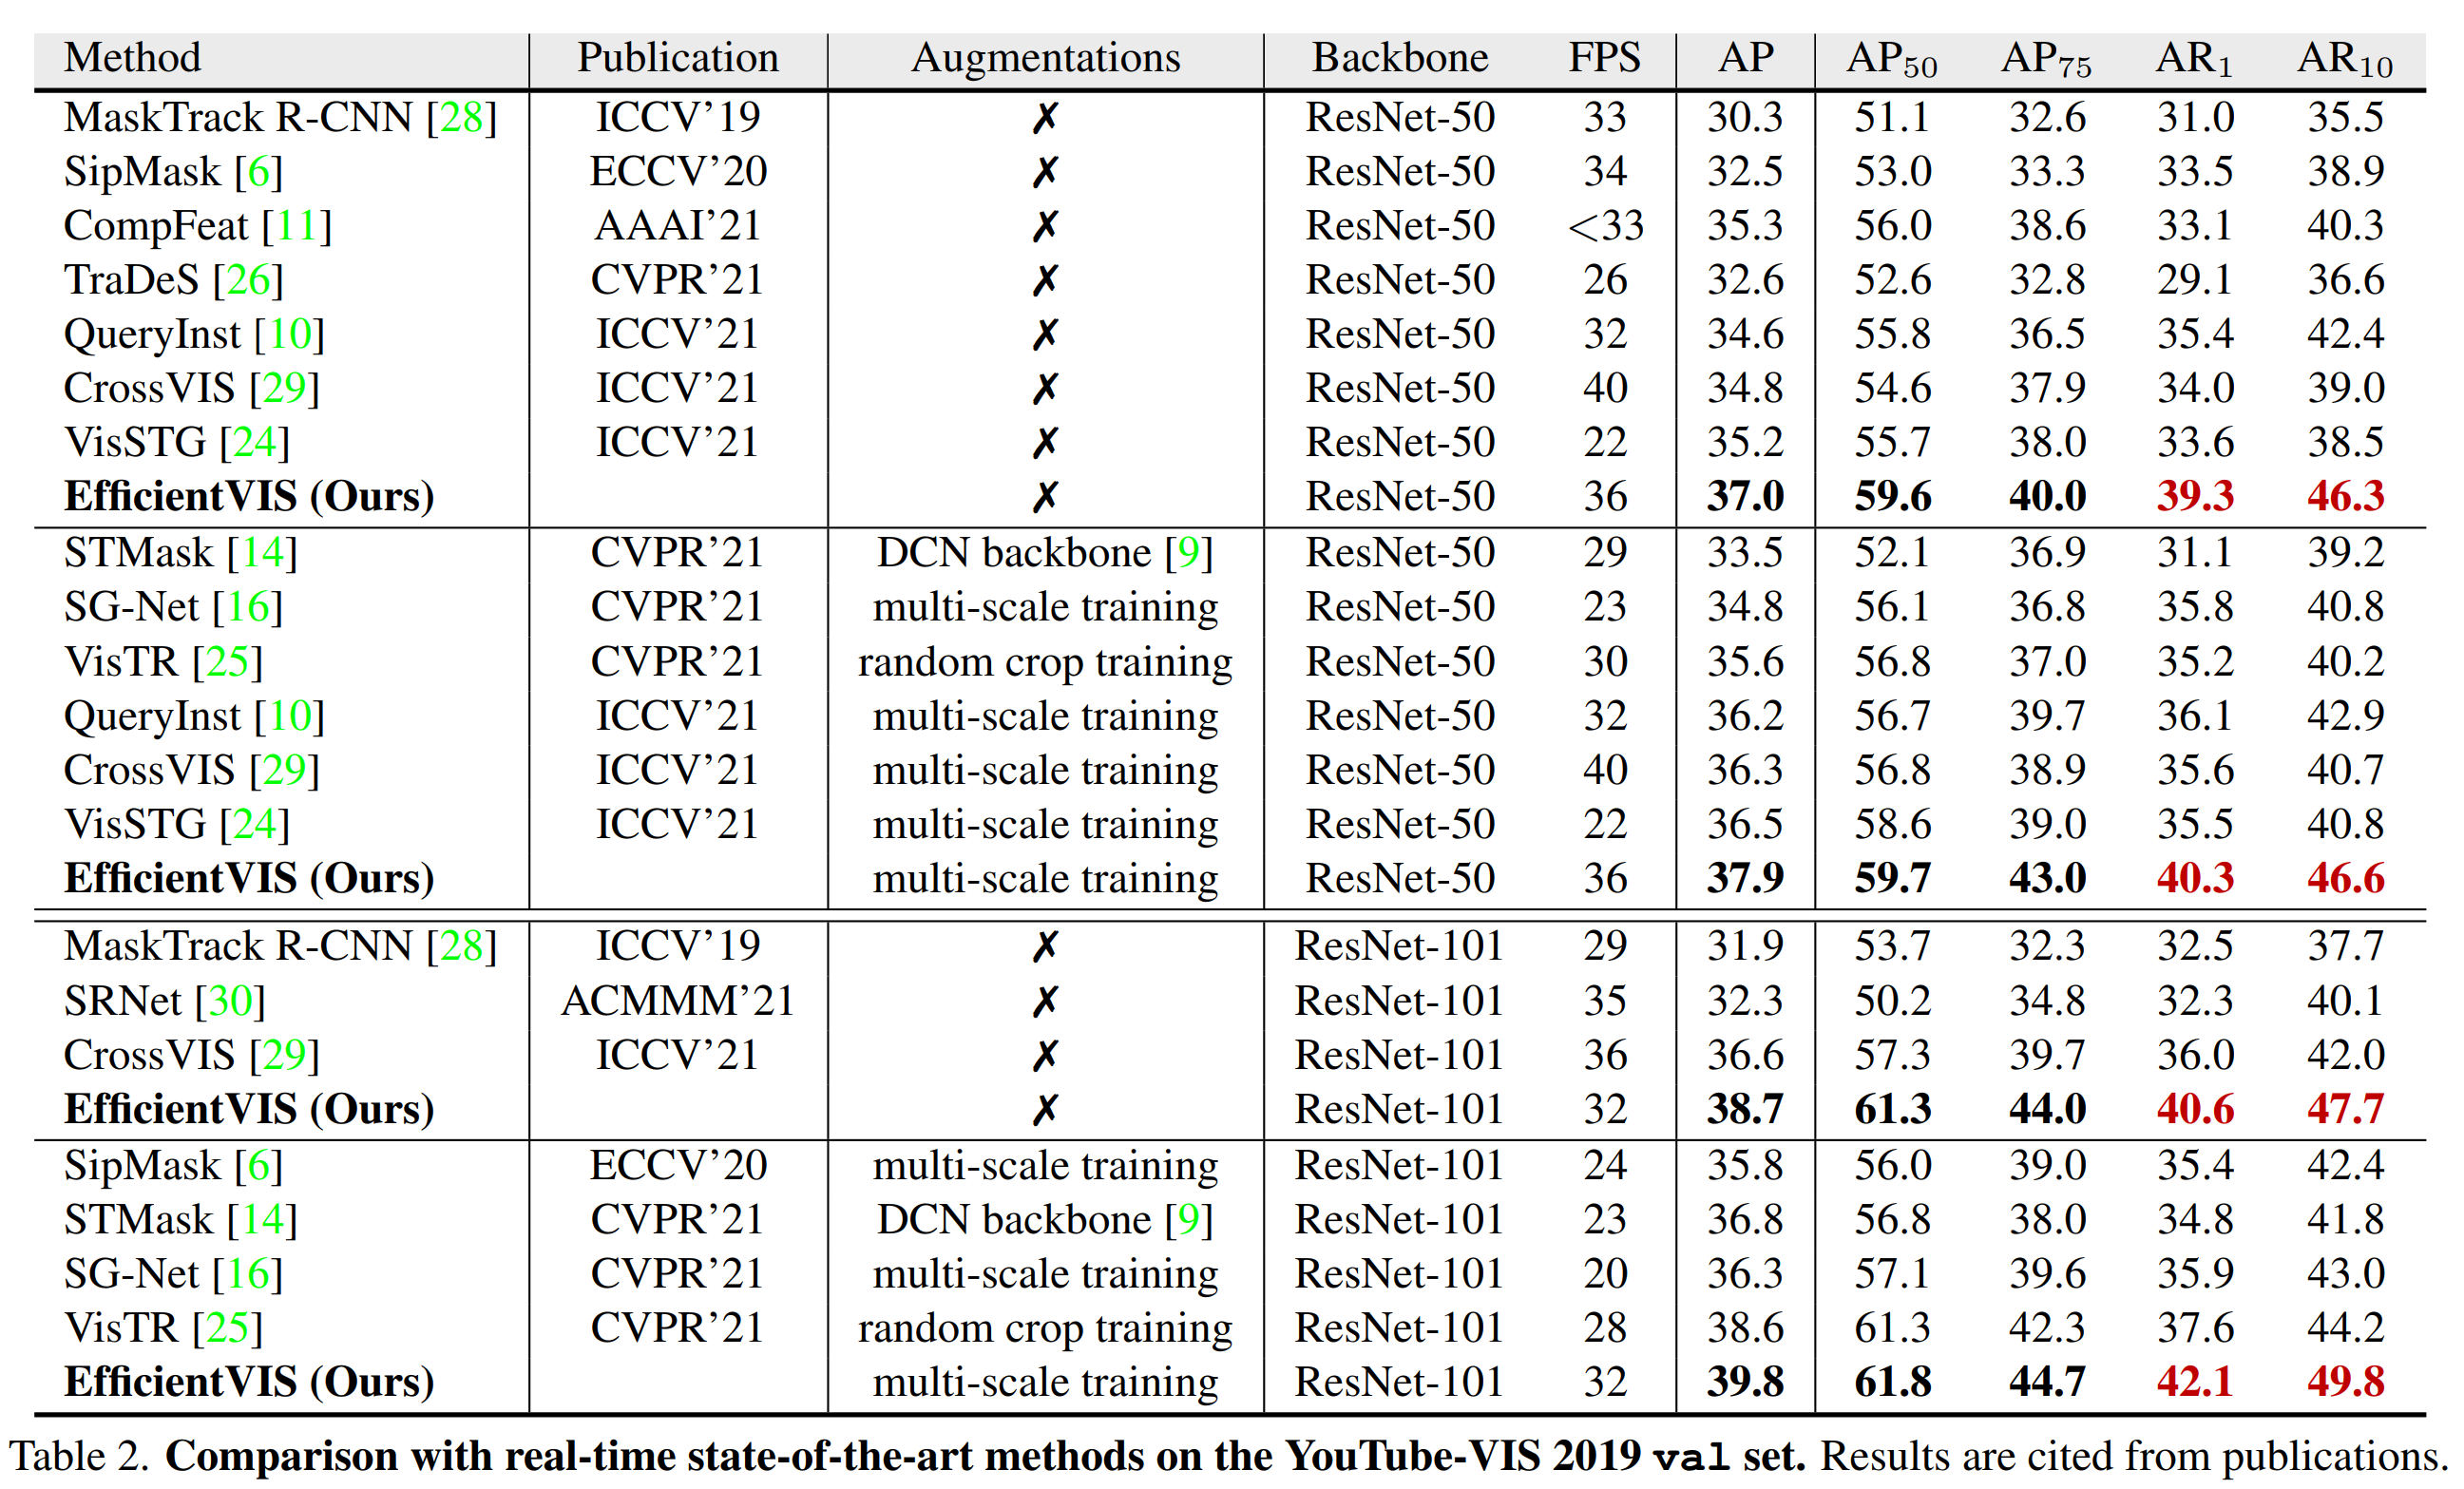 Method Publication Augmentations Backbone FPS AP AP50 AP75 AR1 AR10
MaskTrack R-CNN [28] ICCV'19 ✗ ResNet-50 33 30.3 51.1 32.6 31.0 35.5
SipMask [6] ECCV'20 ✗ ResNet-50 34 32.5 53.0 33.3 33.5 38.9
CompFeat [11] AAAI'21 ✗ ResNet-50 <33 35.3 56.0 38.6 33.1 40.3
TraDeS [26] CVPR'21 ✗ ResNet-50 26 32.6 52.6 32.8 29.1 36.6
QueryInst [10] ICCV'21 ✗ ResNet-50 32 34.6 55.8 36.5 35.4 42.4
CrossVIS [29] ICCV'21 ✗ ResNet-50 40 34.8 54.6 37.9 34.0 39.0
VisSTG [24] ICCV'21 ✗ ResNet-50 22 35.2 55.7 38.0 33.6 38.5
EfficientVIS (Ours) ✗ ResNet-50 36 37.0 59.6 40.0 39.3 46.3
STMask [14] CVPR'21 DCN backbone [9] ResNet-50 29 33.5 52.1 36.9 31.1 39.2
SG-Net [16] CVPR'21 multi-scale training ResNet-50 23 34.8 56.1 36.8 35.8 40.8
VisTR [25] CVPR'21 random crop training ResNet-50 30 35.6 56.8 37.0 35.2 40.2
QueryInst [10] ICCV'21 multi-scale training ResNet-50 32 36.2 56.7 39.7 36.1 42.9
CrossVIS [29] ICCV'21 multi-scale training ResNet-50 40 36.3 56.8 38.9 35.6 40.7
VisSTG [24] ICCV'21 multi-scale training ResNet-50 22 36.5 58.6 39.0 35.5 40.8
EfficientVIS (Ours) multi-scale training ResNet-50 36 37.9 59.7 43.0 40.3 46.6
MaskTrack R-CNN [28] ICCV'19 ✗ ResNet-101 29 31.9 53.7 32.3 32.5 37.7
SRNet [30] ACMMM'21 ✗ ResNet-101 35 32.3 50.2 34.8 32.3 40.1
CrossVIS [29] ICCV'21 ✗ ResNet-101 36 36.6 57.3 39.7 36.0 42.0
EfficientVIS (Ours) ✗ ResNet-101 32 38.7 61.3 44.0 40.6 47.7
SipMask [6] ECCV'20 multi-scale training ResNet-101 24 35.8 56.0 39.0 35.4 42.4
STMask [14] CVPR'21 DCN backbone [9] ResNet-101 23 36.8 56.8 38.0 34.8 41.8
SG-Net [16] CVPR'21 multi-scale training ResNet-101 20 36.3 57.1 39.6 35.9 43.0
VisTR [25] CVPR'21 random crop training ResNet-101 28 38.6 61.3 42.3 37.6 44.2
EfficientVIS (Ours) multi-scale training ResNet-101 32 39.8 61.8 44.7 42.1 49.8
Table 2. Comparison with real-time state-of-the-art methods on the YouTube-VIS 2019 val set. Results are cited from publications.